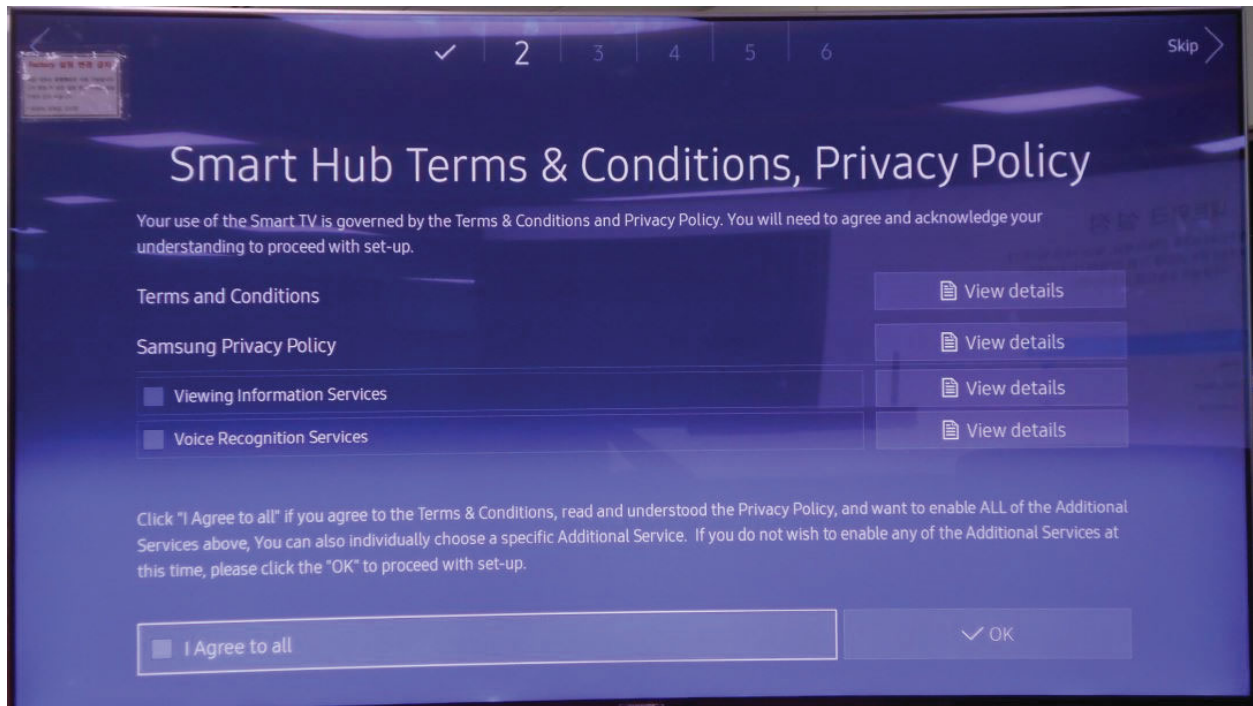 2 3 4 5 6
Skip
Smart Hub Terms & Conditions, Privacy Policy
Your use of the Smart TV is governed by the Terms & Conditions and Privacy Policy. You will need to agree and acknowledge your
understanding to proceed with set-up.
Terms and Conditions
View details
Samsung Privacy Policy
View details
Viewing Information Services
View details
Voice Recognition Services
View details
Click "I Agree to all" if you agree to the Terms & Conditions, read and understood the Privacy Policy, and want to enable ALL of the Additional
Services above, You can also individually choose a specific Additional Service. If you do not wish to enable any of the Additional Services at
this time, please click the "OK" to proceed with set-up.
I Agree to all
OK